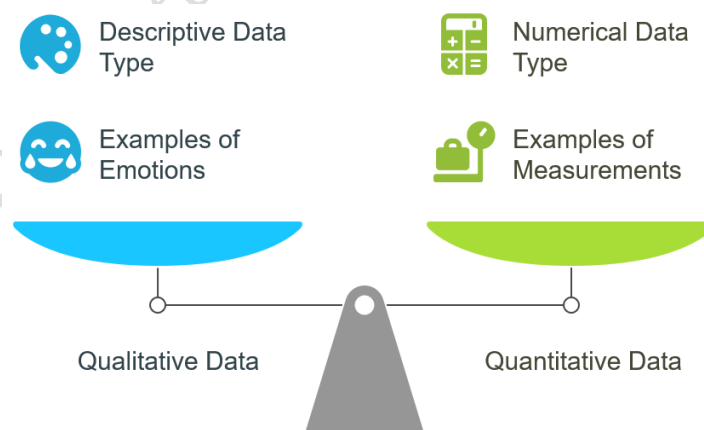 Descriptive Data
Type
Numerical Data
Type
Examples of
Emotions
Examples of
Measurements
Qualitative Data
Quantitative Data